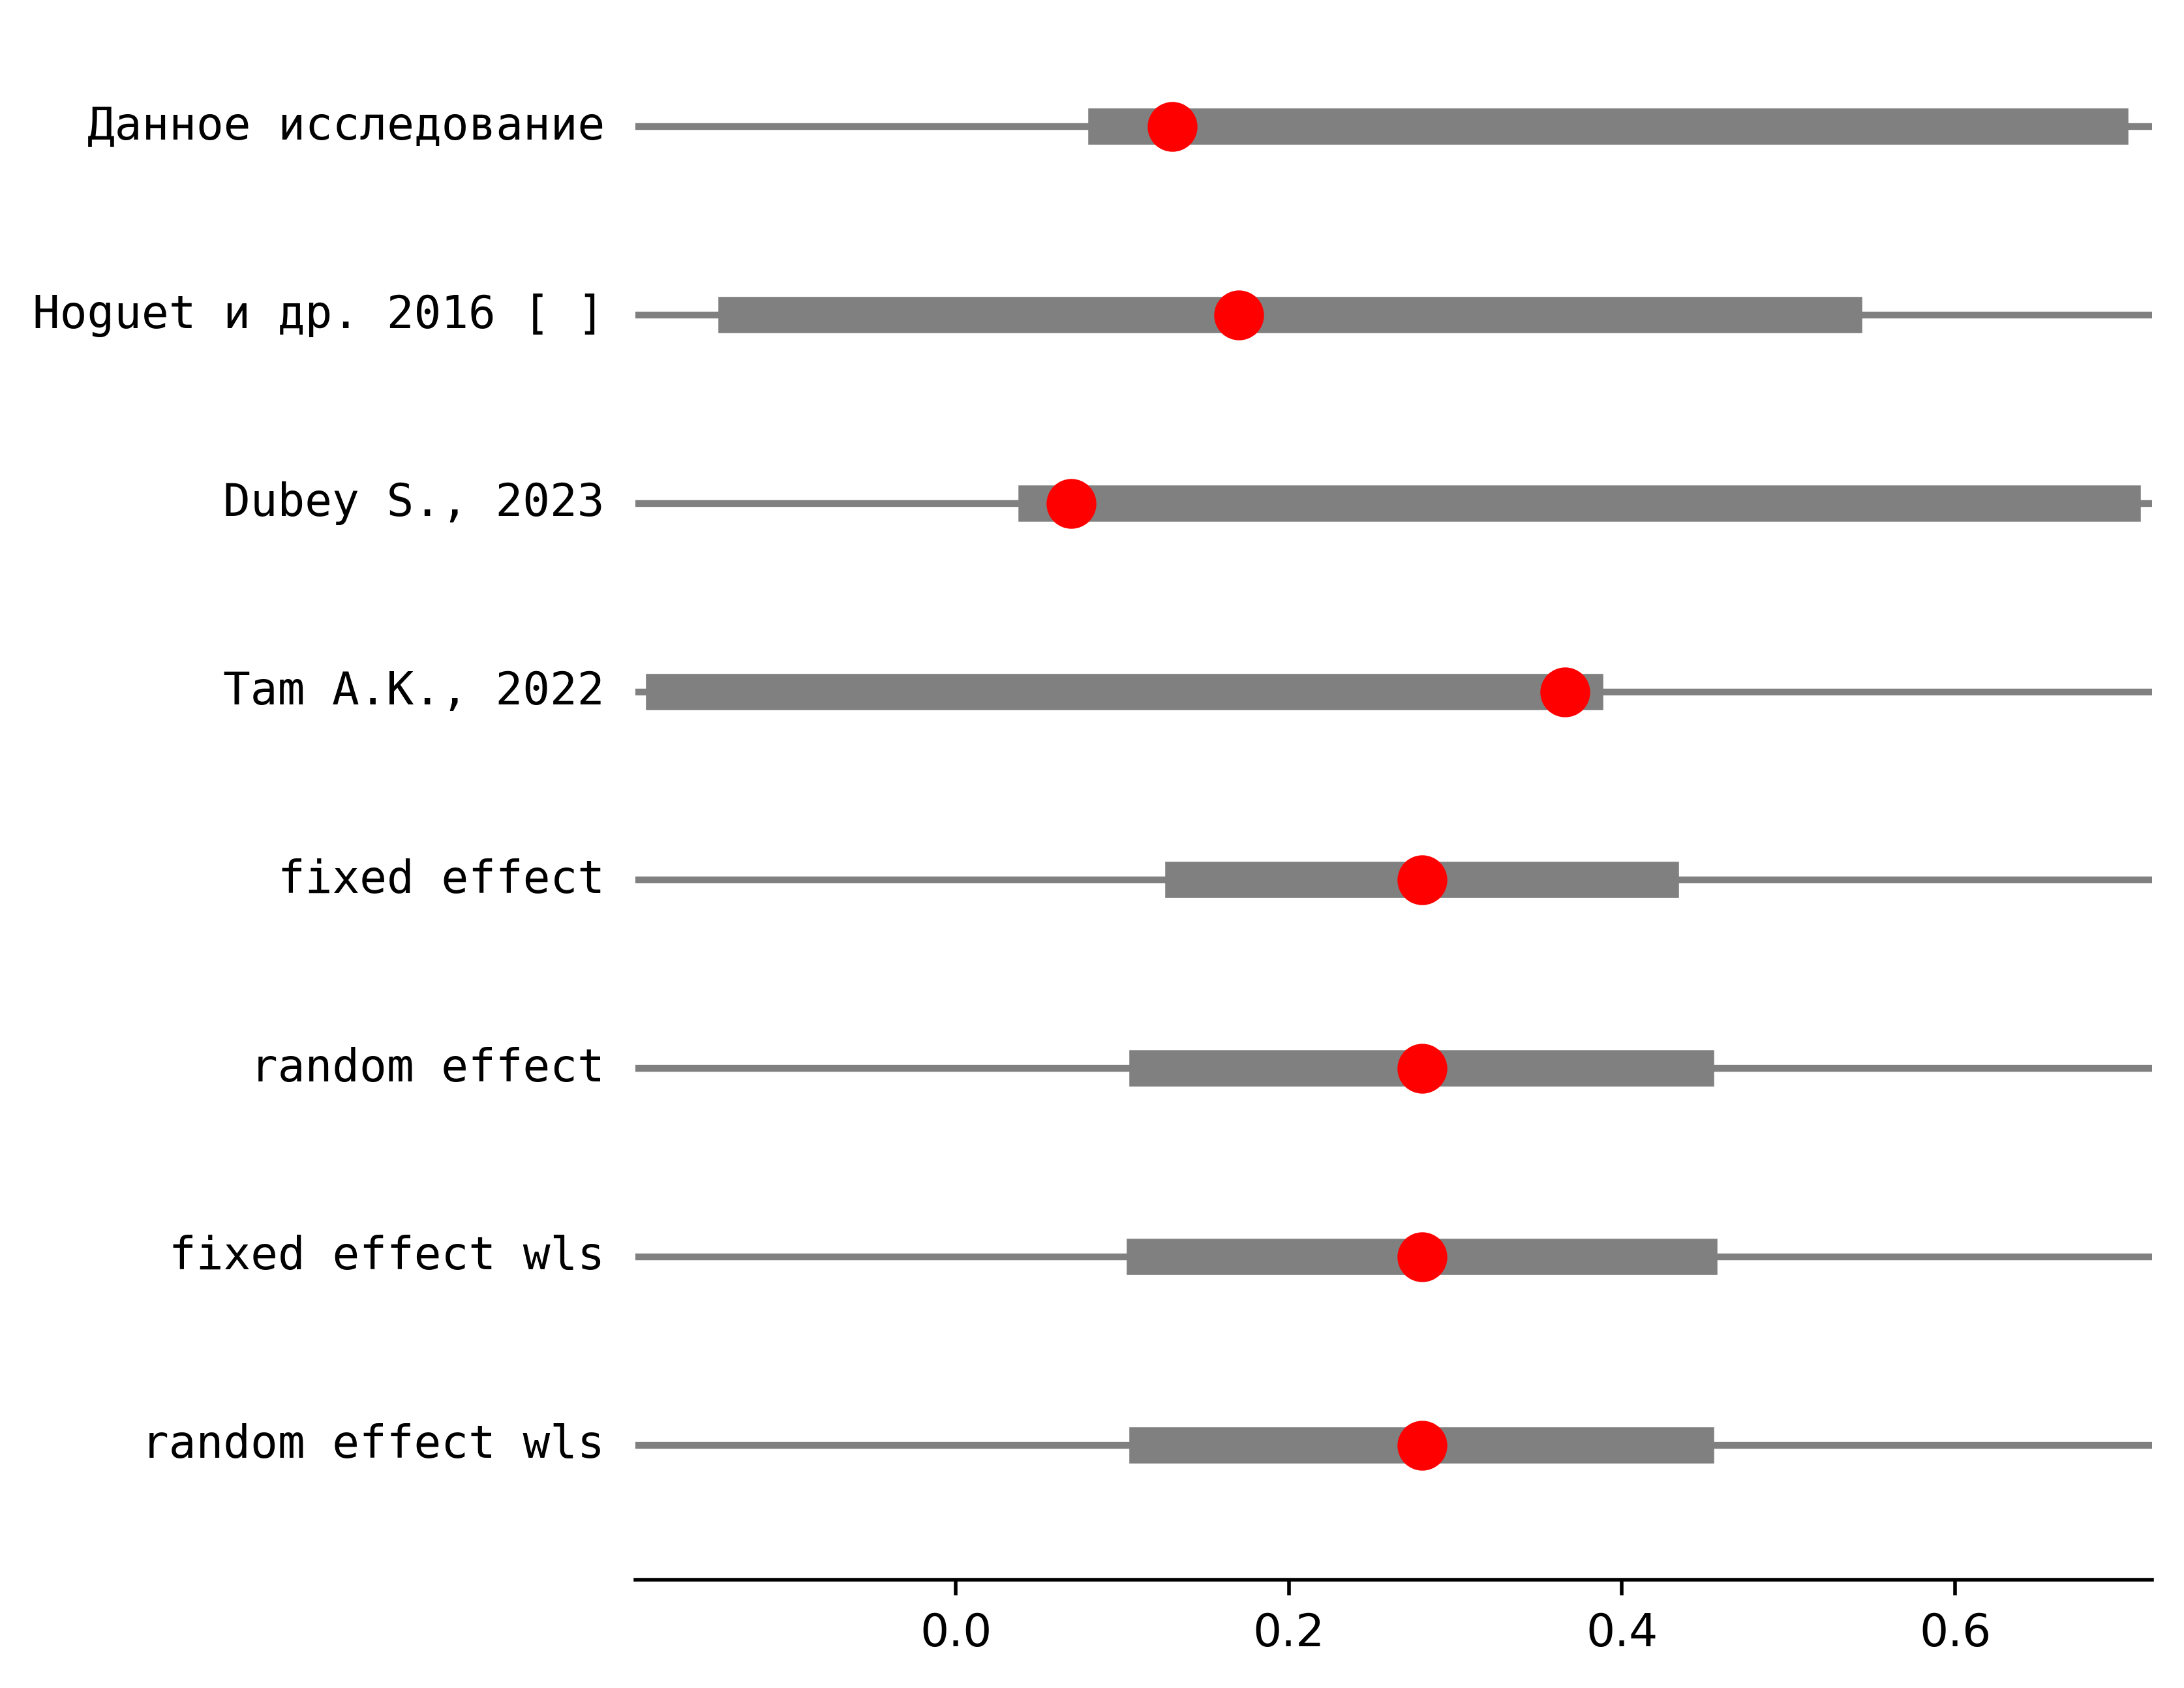 Данное исследование
Hoguet и др. 2016 [ ]
Dubey S., 2023
Tam A.K., 2022
fixed effect
random effect
fixed effect wls
random effect wls
0.0 0.2 0.4 0.6